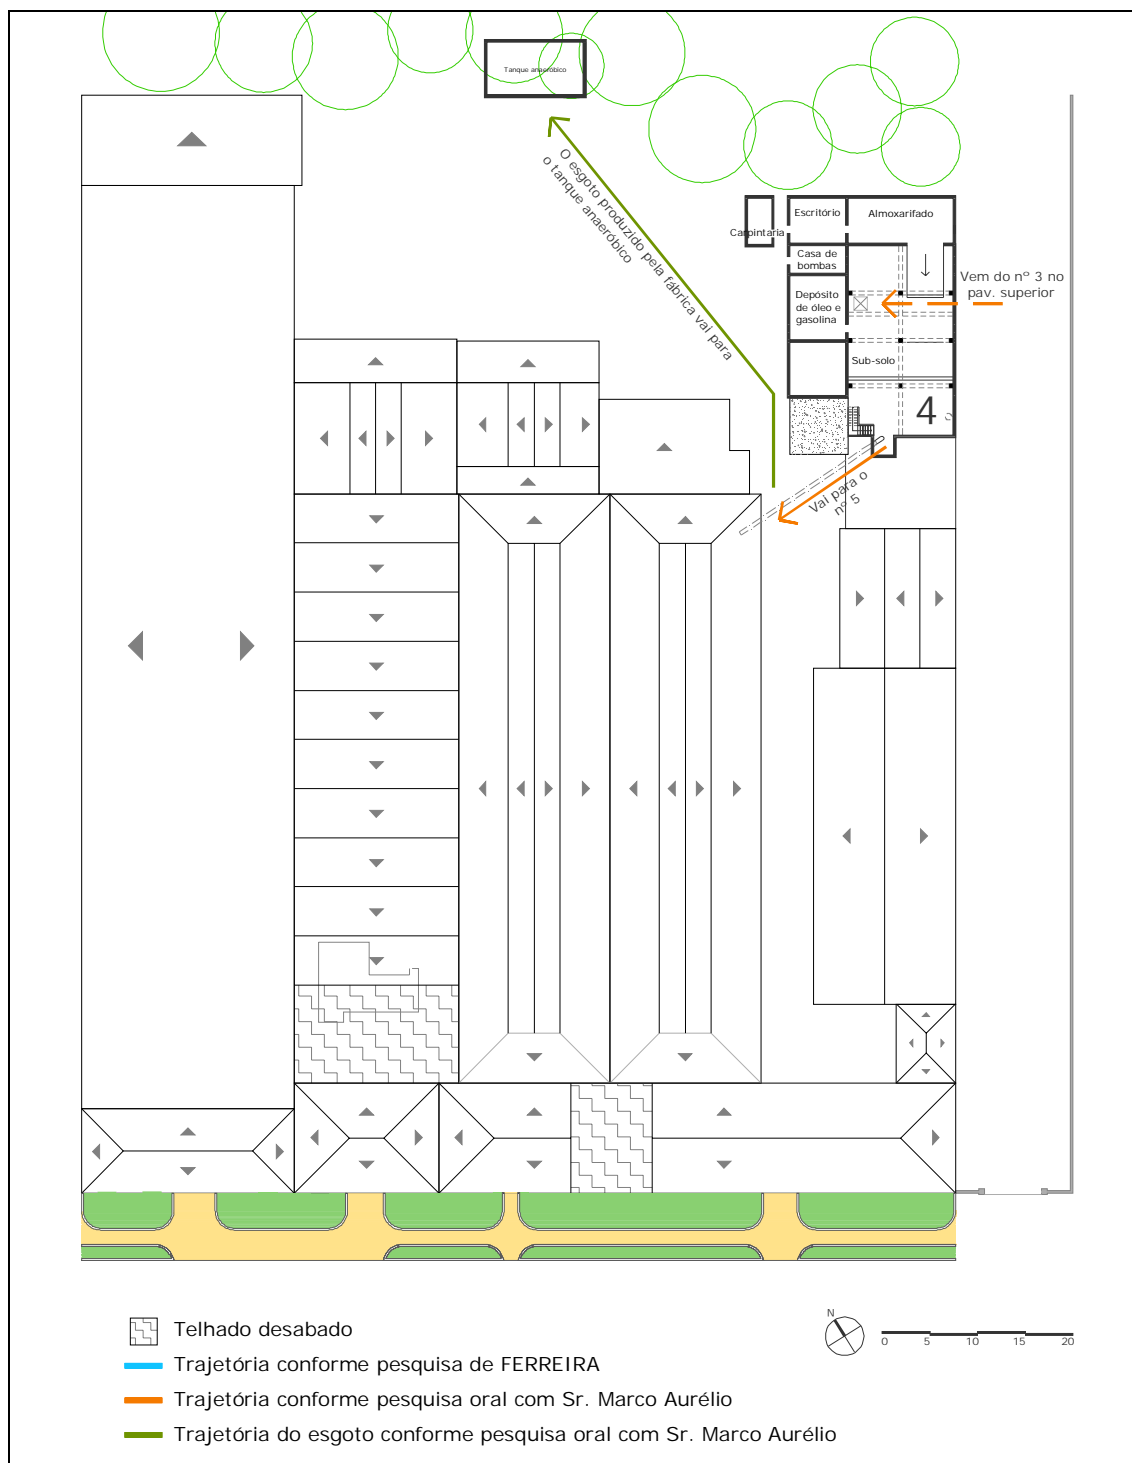 Tanque anaeróbico
O esgoto produzido pela fábrica vai para
o tanque anaeróbico
Escritório
Almoxarifado
Carpintaria
Casa de
bombas
Vem do nº 3 no
pav. superior
Depósito
de óleo e
gasolina
Sub-solo
4
Vai para o
nº 5
Telhado desabado
N
0 5 10 15 20
Trajetória conforme pesquisa de FERREIRA
Trajetória conforme pesquisa oral com Sr. Marco Aurélio
Trajetória do esgoto conforme pesquisa oral com Sr. Marco Aurélio